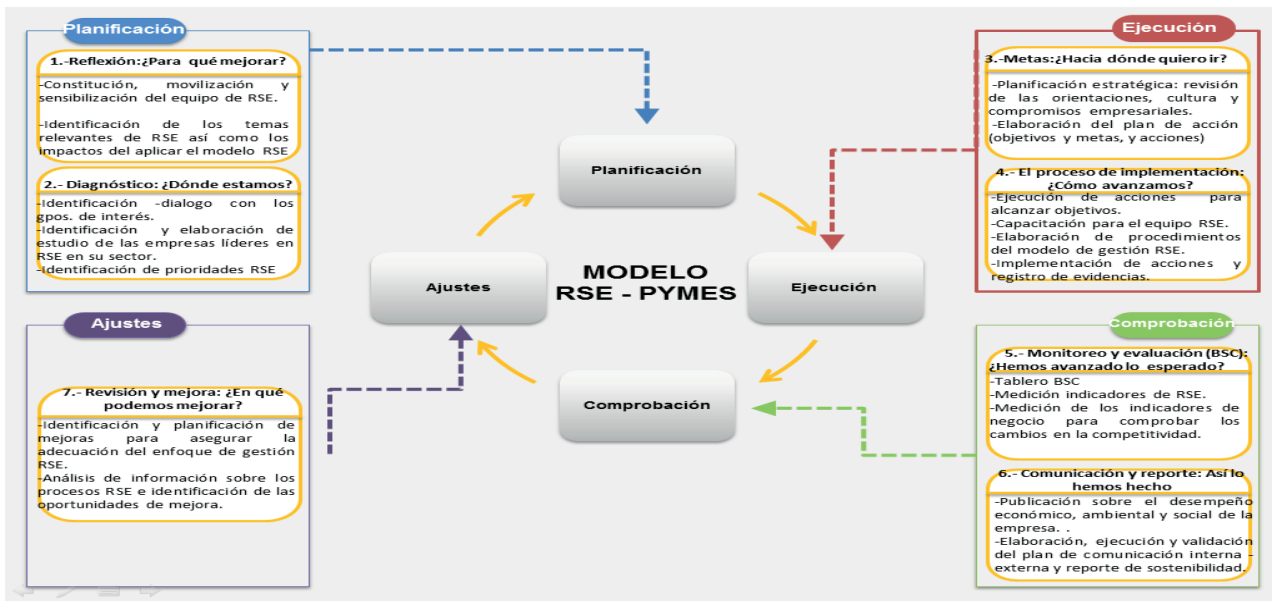 Planificación
1.-Reflexión:¿Para qué mejorar?
-Constitución, movilización y
sensibilización del equipo de RSE.
-Identificación de los temas
relevantes de RSE así como los
impactos del aplicar el modelo RSE
2.- Diagnóstico: ¿Dónde estamos?
-Identificación -dialogo con los
gpos. de interés.
-Identificación y elaboración de
estudio de las empresas líderes en
RSE en su sector.
-Identificación de prioridades RSE
Ajustes
7.- Revisión y mejora: ¿En qué
podemos mejorar?
-Identificación y planificación de
mejoras para asegurar la
adecuación del enfoque de gestión
RSE.
-Análisis de información sobre los
procesos RSE e identificación de las
oportunidades de mejora.
Planificación
Ajustes
MODELO
RSE - PYMES
Ejecución
Comprobación
Ejecución
3.-Metas:¿Hacia dónde quiero ir?
-Planificación estratégica: revisión
de las orientaciones, cultura y
compromisos empresariales.
-Elaboración del plan de acción
(objetivos y metas, y acciones)
4.- El proceso de implementación:
¿Cómo avanzamos?
-Ejecución de acciones para
alcanzar objetivos.
-Capacitación para el equipo RSE.
-Elaboración de procedimientos
del modelo de gestión RSE.
-Implementación de acciones y
registro de evidencias.
Comprobación
5.- Monitoreo y evaluación (BSC):
¿Hemos avanzado lo esperado?
-Tablero BSC
-Medición indicadores de RSE.
-Medición de los indicadores de
negocio para comprobar los
cambios en la competitividad.
6.- Comunicación y reporte: Así lo
hemos hecho
-Publicación sobre el desempeño
económico, ambiental y social de la
empresa. .
-Elaboración, ejecución y validación
del plan de comunicación interna -
externa y reporte de sostenibilidad.